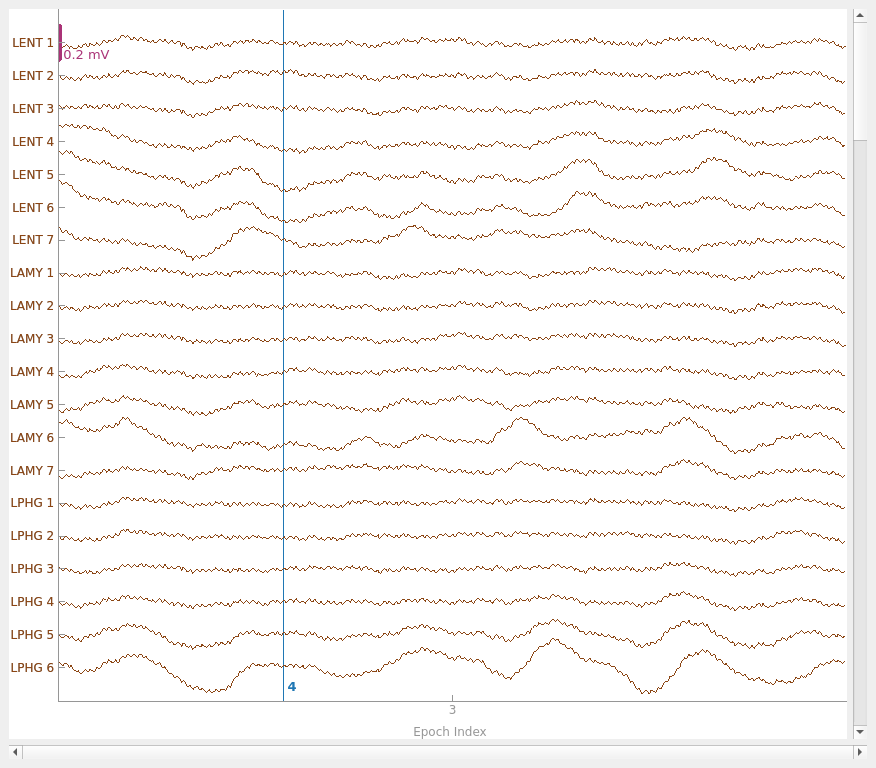 LENT 1
0.2 mV
LENT 2
LENT 3
LENT 4
LENT 5
LENT 6
LENT 7
LAMY 1
LAMY 2
LAMY 3
LAMY 4
LAMY 5
LAMY 6
LAMY 7
LPHG 1
LPHG 2
LPHG 3
LPHG 4
LPHG 5
LPHG 6
4
3
Epoch Index